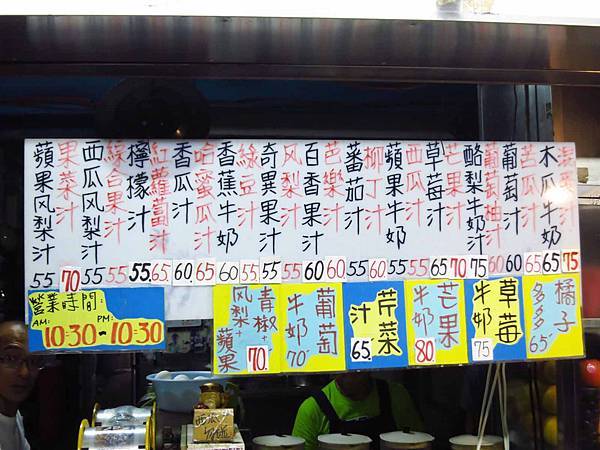 蘋果风梨汁 55
果菜汁 70
西瓜风梨汁 55
綜合果汁 55
檸檬汁 55.
紅蘿蔔汁 65
香瓜汁 60.
哈蜜瓜汁 65
香蕉牛奶 60
綠豆汁 55
奇異果汁 55
风梨汁 55
百香果汁 60
芭樂汁 60
蕃茄汁 55
柳丁汁 60
蘋果牛奶 55
西瓜汁 55
草莓汁 65
芒果汁 70
酪梨牛奶 75
葡萄柚汁 60
葡萄汁 60
苦瓜汁 65
木瓜牛奶 65
75
營業時間:
AM: PM:
10:30~10:30
青椒+
风梨+
蘋果
70.
葡萄
牛奶
70
芹菜
汁
65.
芒果
牛奶
80
草莓
牛奶
75
橘子
多多
65